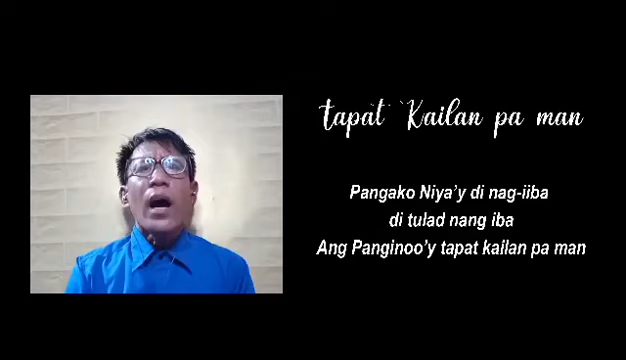 Tapat Kailan pa man
Pangako Niya'y di nag-iiba
di tulad nang iba
Ang Panginoo'y tapat kailan pa man